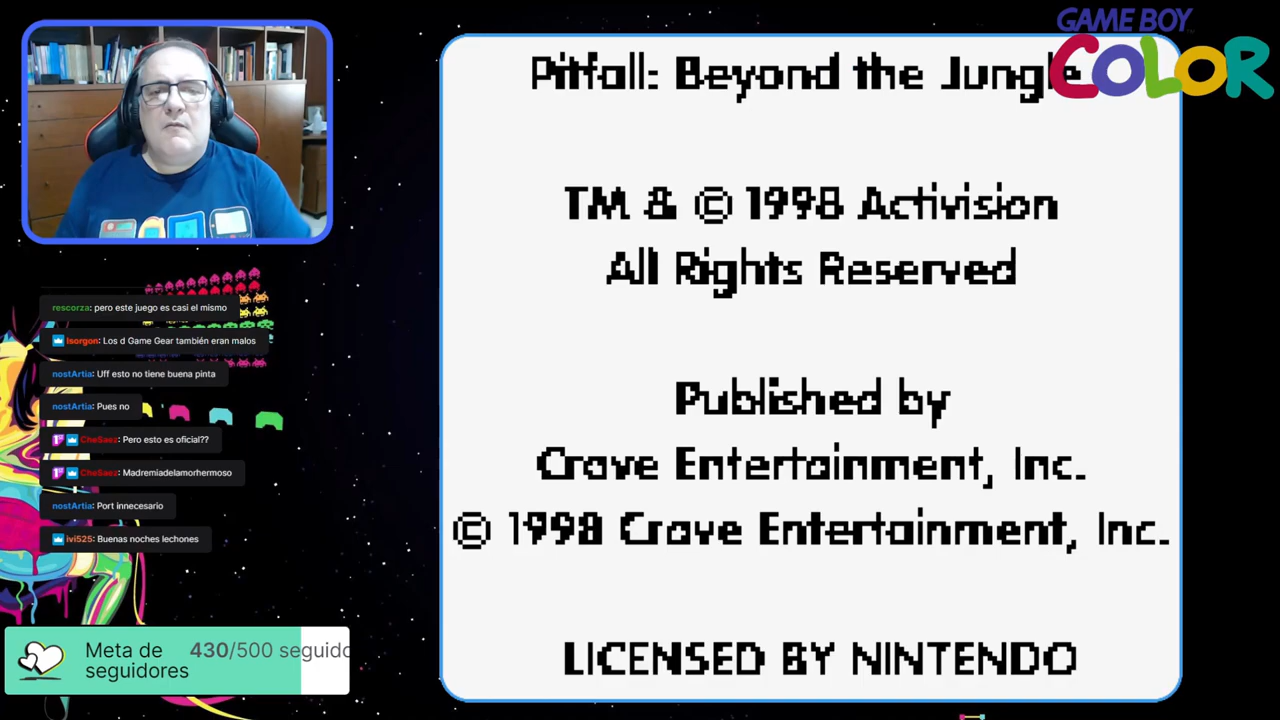 GAME BOY
COLOR
Pitfall: Beyond the Jungle
TM & © 1998 Activision
All Rights Reserved
Published by
Crave Entertainment, Inc.
© 1998 Crave Entertainment, Inc.
LICENSED BY NINTENDO
rescorza: pero este juego es casi el mismo
Isorgon: Los d Game Gear también eran malos
nostArtia: Uff esto no tiene buena pinta
nostArtia: Pues no
CheSaez: Pero esto es oficial??
CheSaez: Madremiadelamorhermoso
nostArtia: Port innecesario
ivi525: Buenas noches lechones
Meta de
seguidores
430/500 seguido